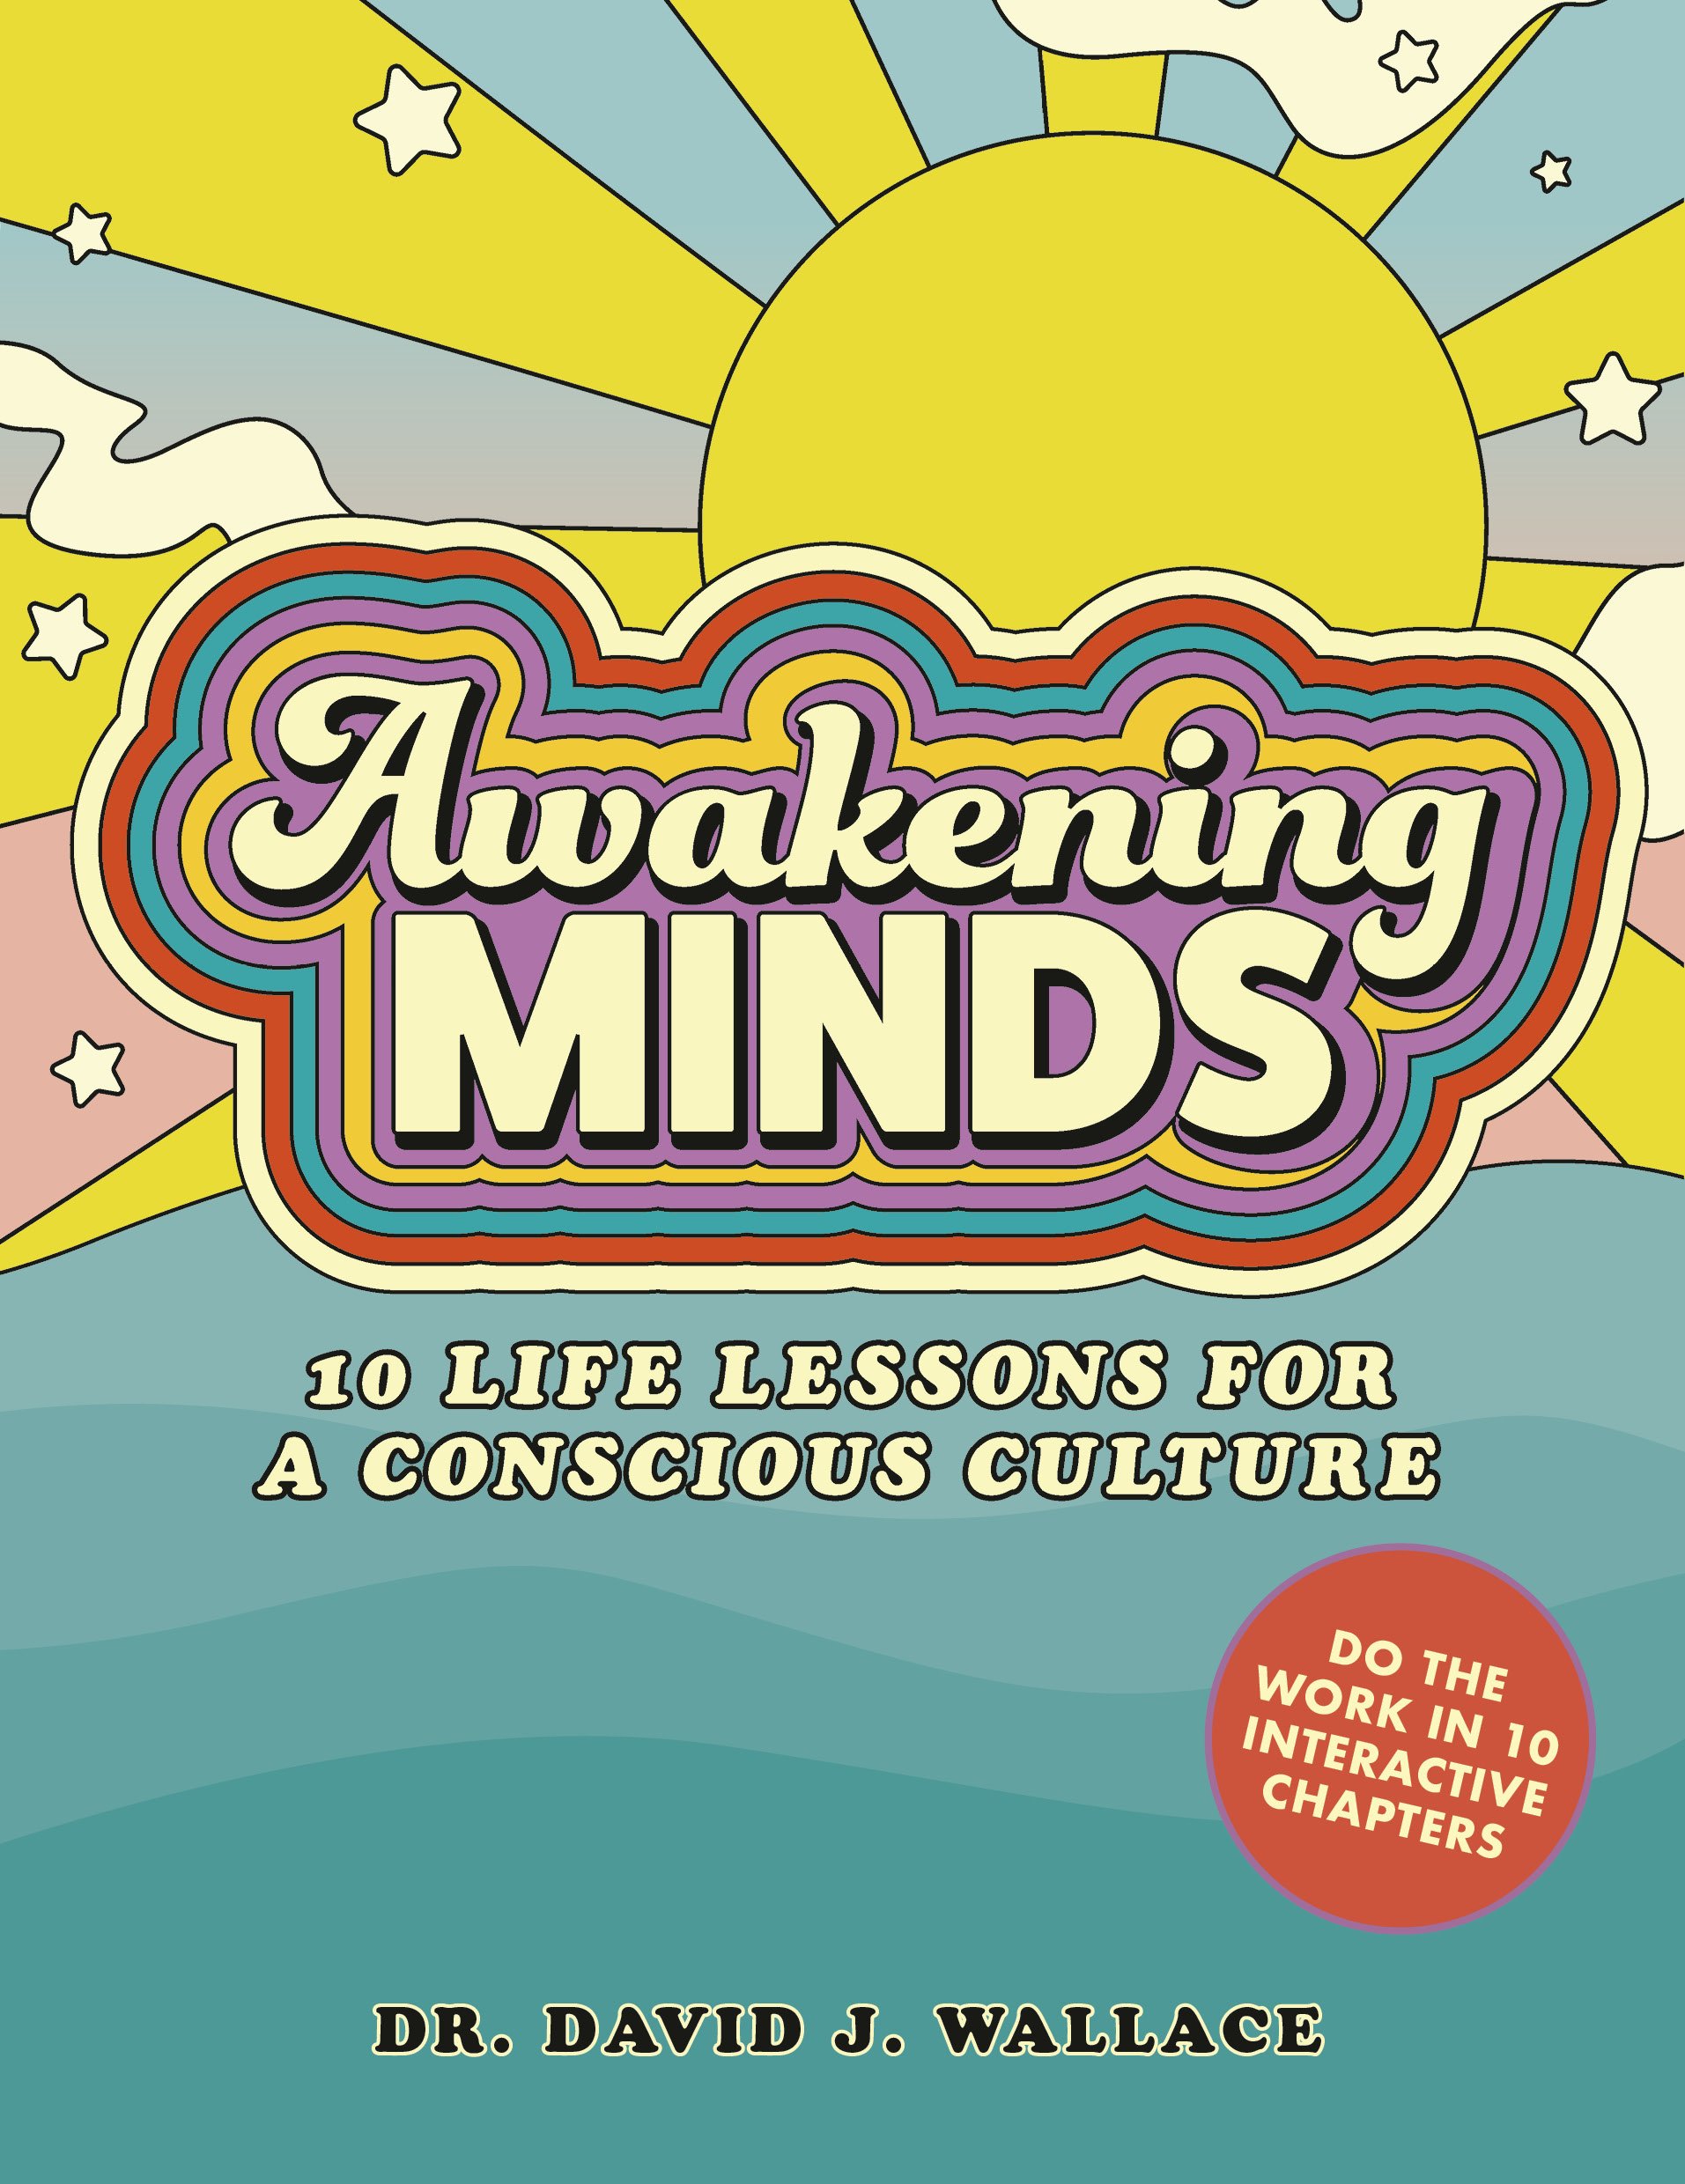 Awakening
MINDS
10 LIFE LESSONS FOR
A CONSCIOUS CULTURE
DO THE
WORK IN 10
INTERACTIVE
CHAPTERS
DR. DAVID J. WALLACE